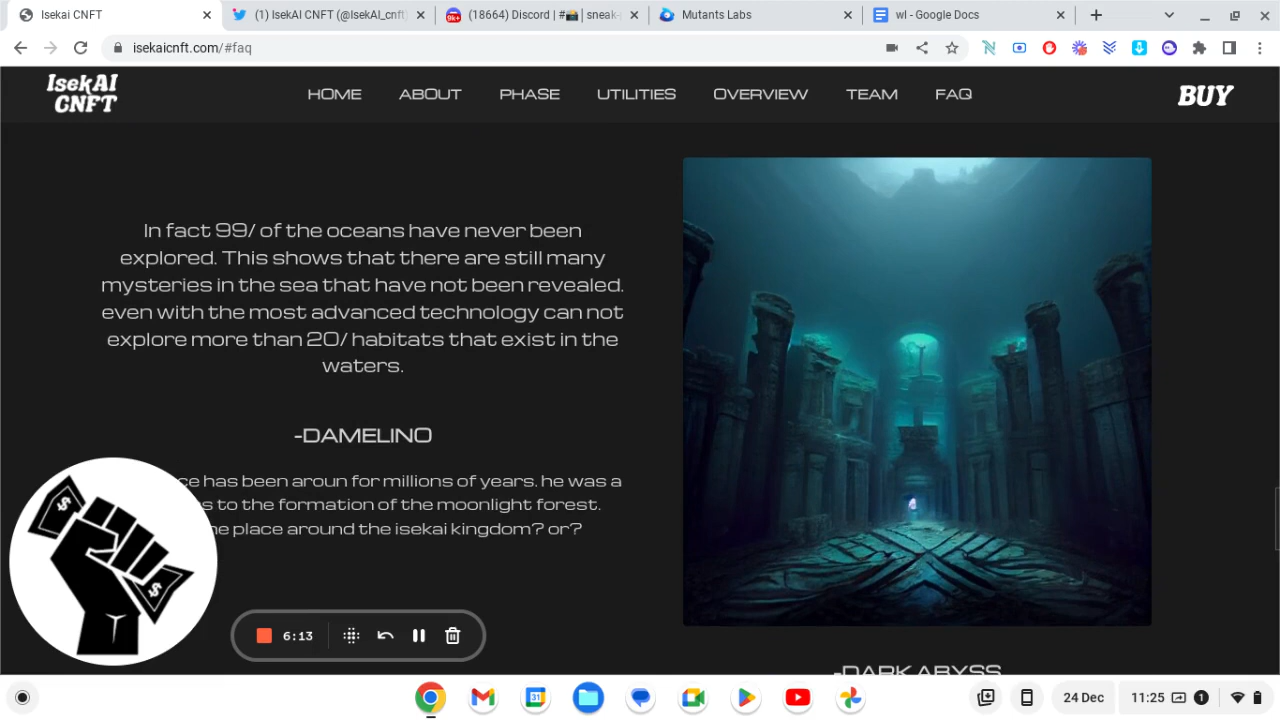 Isekai CNFT
(1) IsekAI CNFT (@IsekAI_cnft
(18664) Discord | #📸 | sneak-
Mutants Labs
wl - Google Docs
isekaicnft.com/#faq
IsekAI
CNFT
HOME
ABOUT
PHASE
UTILITIES
OVERVIEW
TEAM
FAQ
BUY
In fact 99/ of the oceans have never been
explored. This shows that there are still many
mysteries in the sea that have not been revealed.
even with the most advanced technology can not
explore more than 20/ habitats that exist in the
waters.
-DAMELINO
has been aroun for millions of years. he was a
to the formation of the moonlight forest.
place around the isekai kingdom? or?
-DARK ABYSS
$
$
6:13
24 Dec
11:25
1